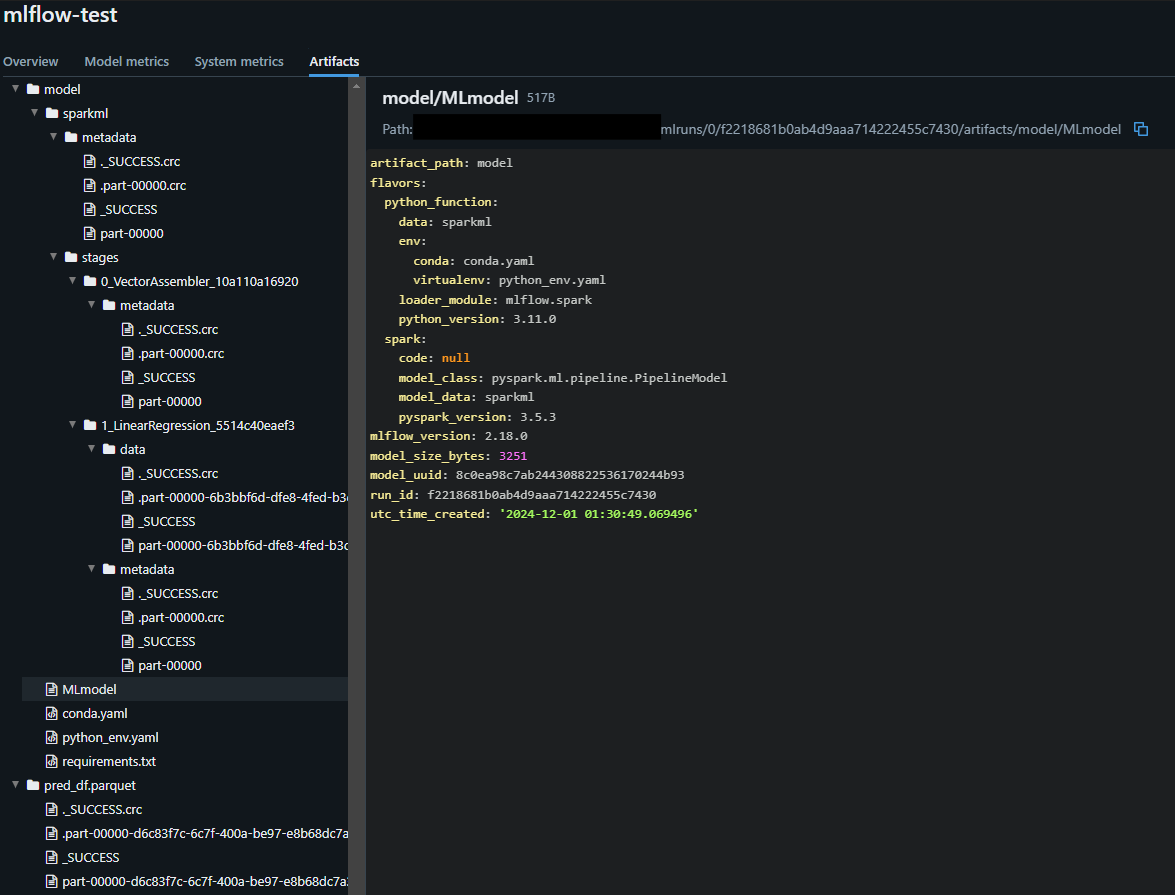 mlflow-test
Overview Model metrics System metrics Artifacts
model
sparkml
metadata
._SUCCESS.crc
.part-00000.crc
_SUCCESS
part-00000
stages
0_VectorAssembler_10a110a16920
metadata
._SUCCESS.crc
.part-00000.crc
_SUCCESS
part-00000
1_LinearRegression_5514c40eaef3
data
._SUCCESS.crc
.part-00000-6b3bbf6d-dfe8-4fed-b3
_SUCCESS
part-00000-6b3bbf6d-dfe8-4fed-b3c
metadata
._SUCCESS.crc
.part-00000.crc
_SUCCESS
part-00000
MLmodel
conda.yaml
python_env.yaml
requirements.txt
pred_df.parquet
._SUCCESS.crc
.part-00000-d6c83f7c-6c7f-400a-be97-e8b68dc7a
_SUCCESS
part-00000-d6c83f7c-6c7f-400a-be97-e8b68dc7a
model/MLmodel 517B
Path: mlruns/0/f2218681b0ab4d9aaa714222455c7430/artifacts/model/MLmodel
artifact_path: model
flavors:
  python_function:
    data: sparkml
    env:
      conda: conda.yaml
      virtualenv: python_env.yaml
    loader_module: mlflow.spark
    python_version: 3.11.0
  spark:
    code: null
    model_class: pyspark.ml.pipeline.PipelineModel
    model_data: sparkml
    pyspark_version: 3.5.3
mlflow_version: 2.18.0
model_size_bytes: 3251
model_uuid: 8c0ea98c7ab244308822536170244b93
run_id: f2218681b0ab4d9aaa714222455c7430
utc_time_created: '2024-12-01 01:30:49.069496'